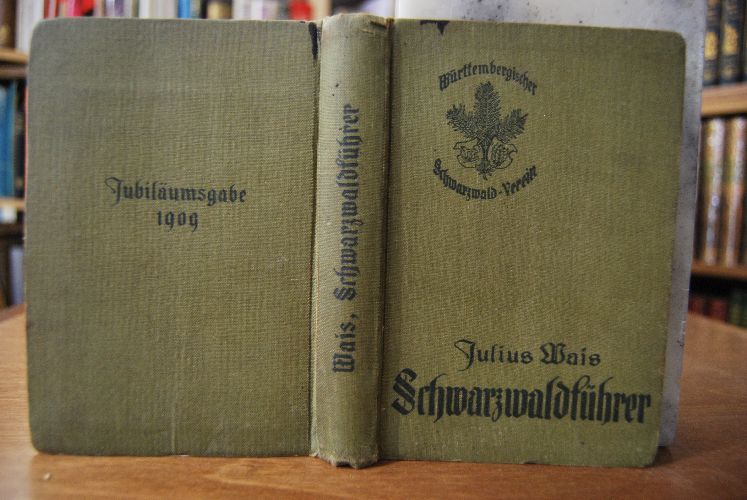 Jubiläumsgabe
1909
Wais, Schwarzwaldführer
Württembergischer
Schwarzwald-Verein
Julius Wais
Schwarzwaldführer